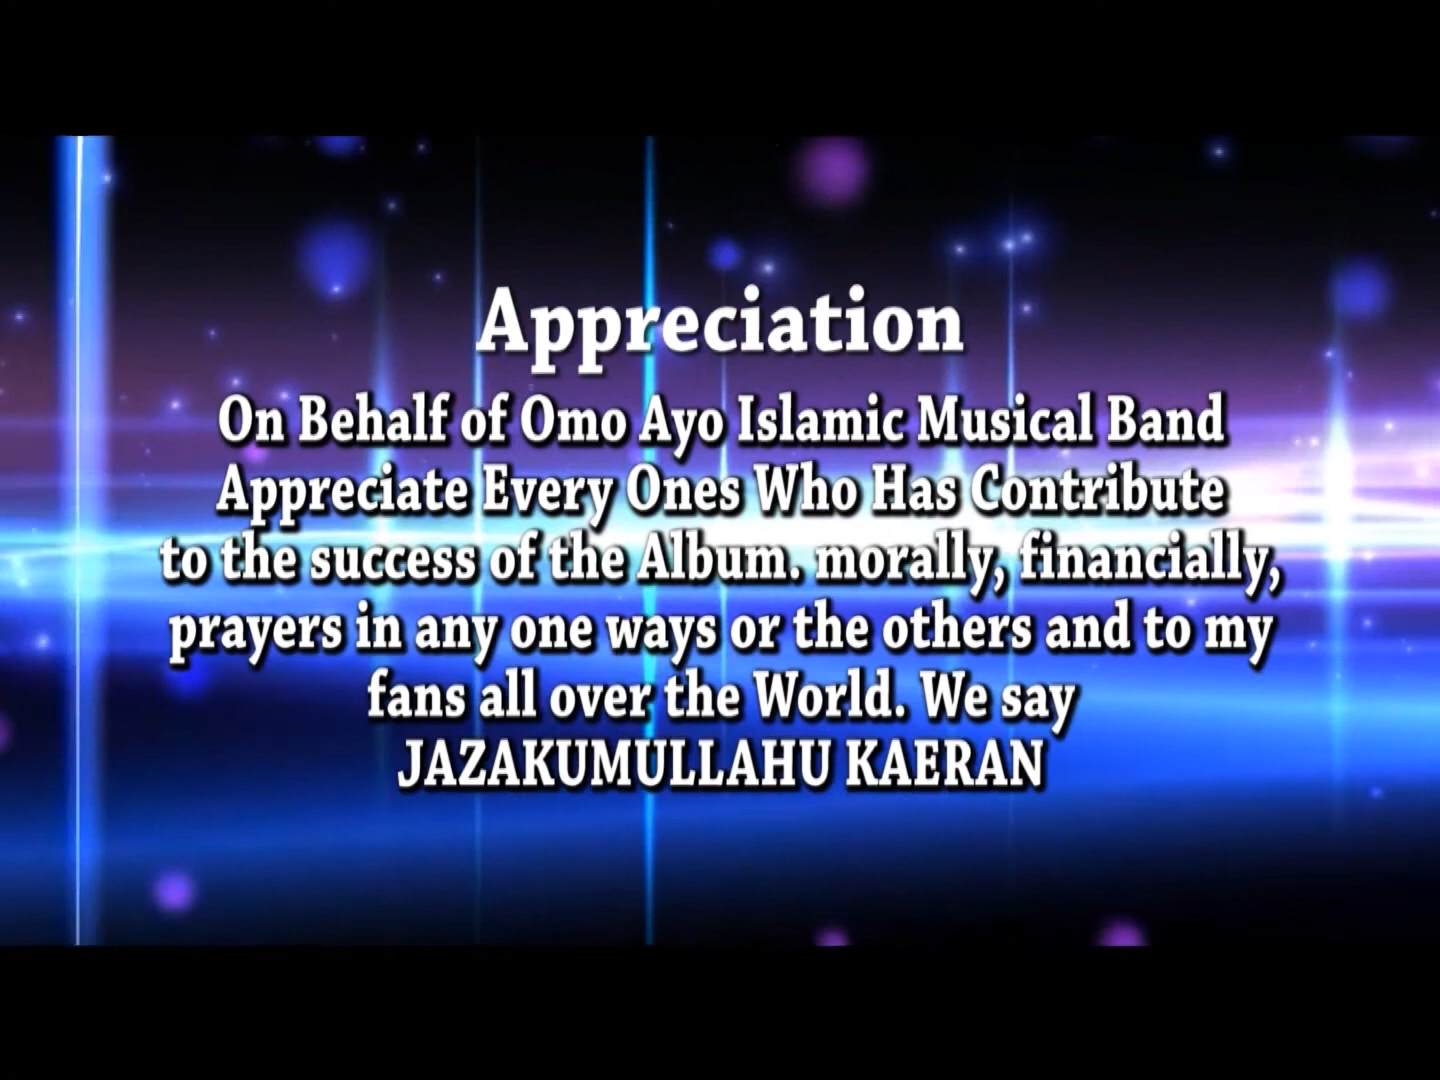 Appreciation
On Behalf of Omo Ayo Islamic Musical Band
Appreciate Every Ones Who Has Contribute
to the success of the Album. morally, financially,
prayers in any one ways or the others and to my
fans all over the World. We say
JAZAKUMULLAHU KAERAN